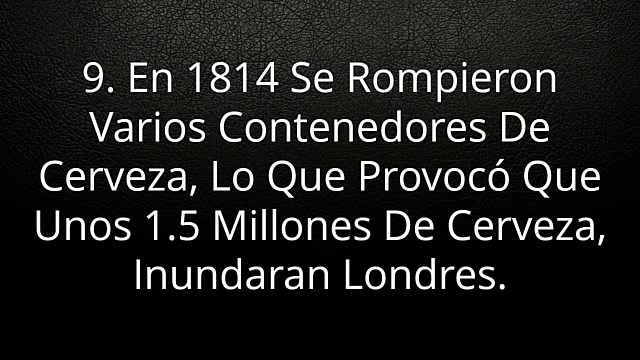 9. En 1814 Se Rompieron
Varios Contenedores De
Cerveza, Lo Que Provocó Que
Unos 1.5 Millones De Cerveza,
Inundaran Londres.